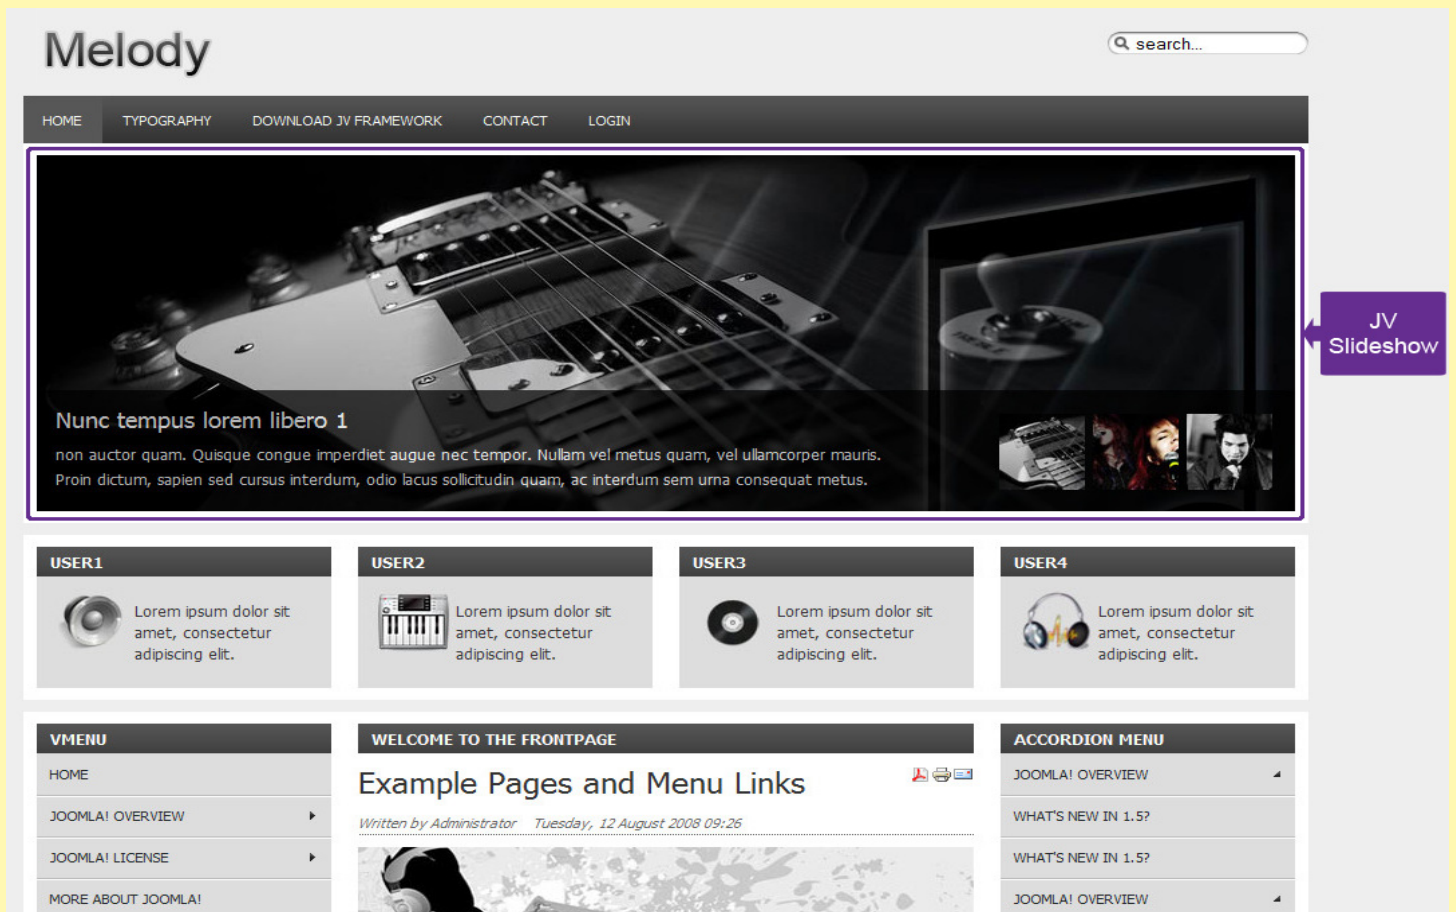 Melody
search...
HOME TYPOGRAPHY DOWNLOAD JV FRAMEWORK CONTACT LOGIN
JV
Slideshow
Nunc tempus lorem libero 1
non auctor quam. Quisque congue imperdiet augue nec tempor. Nullam vel metus quam, vel ullamcorper mauris.
Proin dictum, sapien sed cursus interdum, odio lacus sollicitudin quam, ac interdum sem urna consequat metus.
USER1
Lorem ipsum dolor sit
amet, consectetur
adipiscing elit.
USER2
Lorem ipsum dolor sit
amet, consectetur
adipiscing elit.
USER3
Lorem ipsum dolor sit
amet, consectetur
adipiscing elit.
USER4
Lorem ipsum dolor sit
amet, consectetur
adipiscing elit.
VMENU
HOME
JOOMLA! OVERVIEW
JOOMLA! LICENSE
MORE ABOUT JOOMLA!
WELCOME TO THE FRONTPAGE
Example Pages and Menu Links
Written by Administrator Tuesday, 12 August 2008 09:26
ACCORDION MENU
JOOMLA! OVERVIEW
WHAT'S NEW IN 1.5?
WHAT'S NEW IN 1.5?
JOOMLA! OVERVIEW